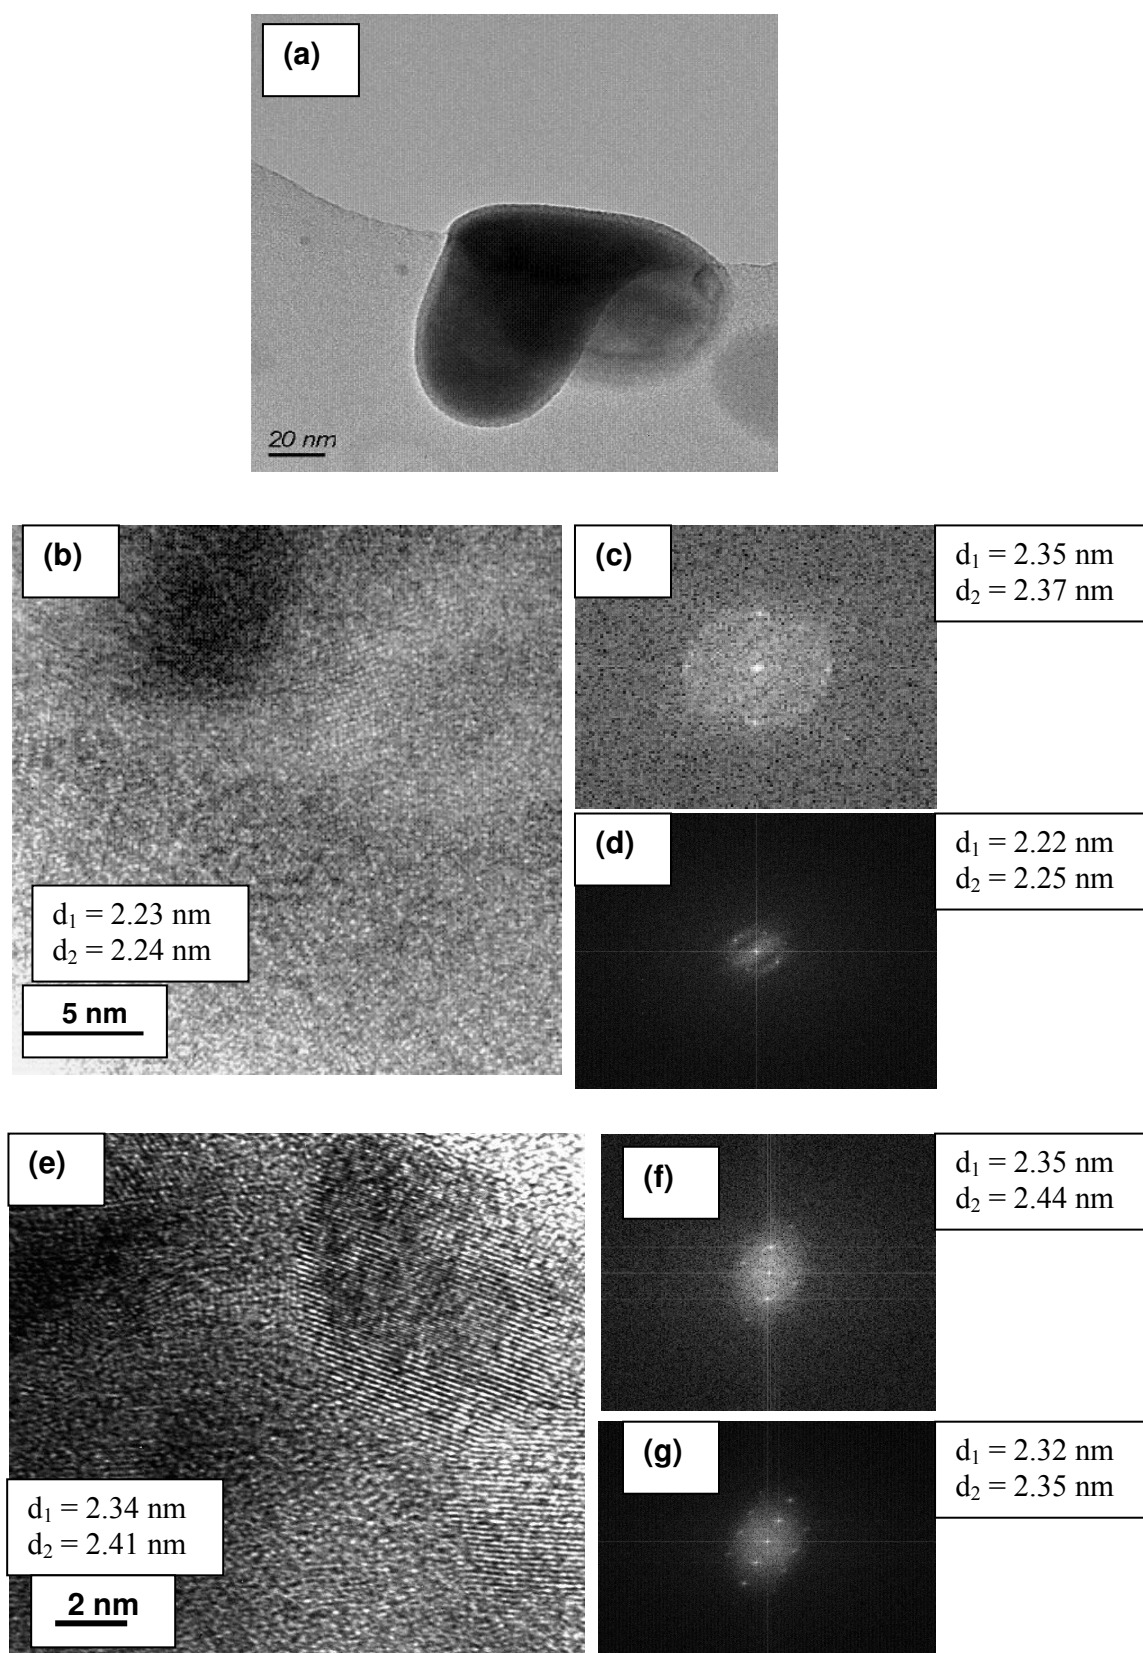 (a)
20 nm
(b)
d₁ = 2.23 nm
d₂ = 2.24 nm
5 nm
(c)
d₁ = 2.35 nm
d₂ = 2.37 nm
(d)
d₁ = 2.22 nm
d₂ = 2.25 nm
(e)
d₁ = 2.34 nm
d₂ = 2.41 nm
2 nm
(f)
d₁ = 2.35 nm
d₂ = 2.44 nm
(g)
d₁ = 2.32 nm
d₂ = 2.35 nm